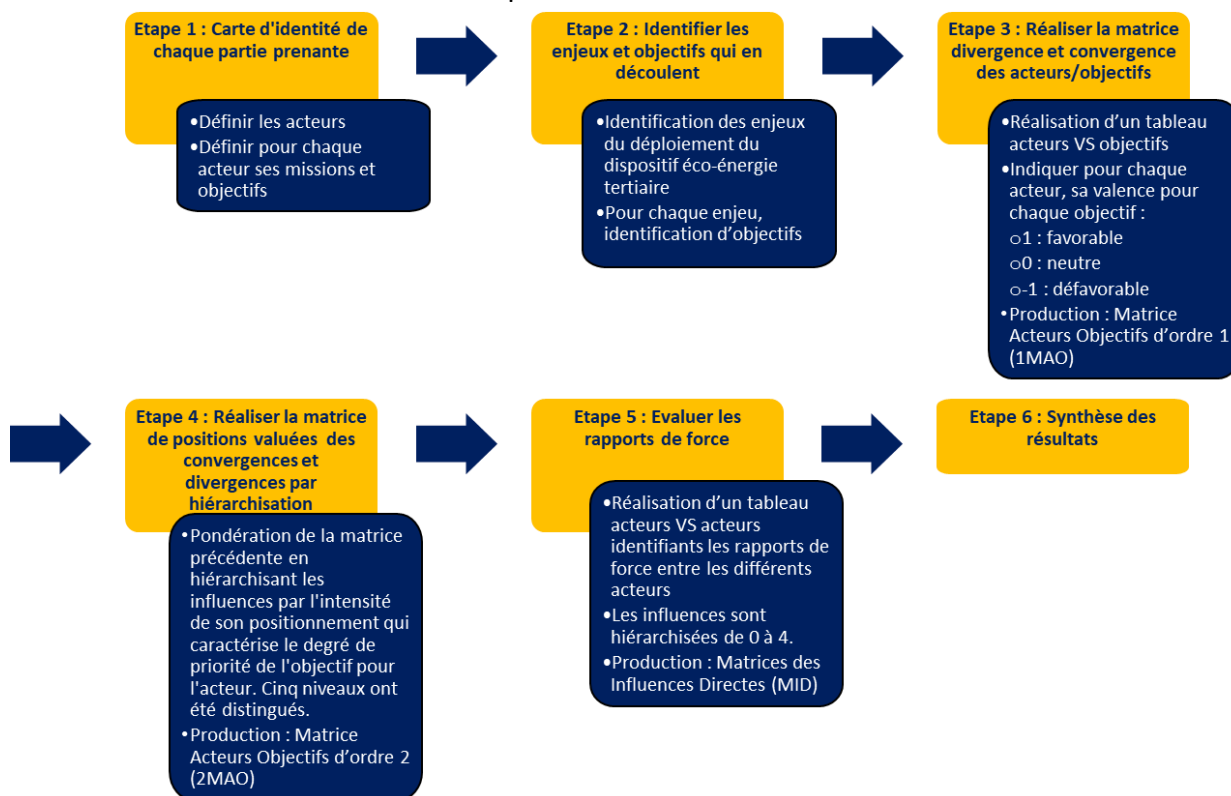 Etape 1 : Carte d'identité de
chaque partie prenante
•Définir les acteurs
•Définir pour chaque
acteur ses missions et
objectifs
Etape 2 : Identifier les
enjeux et objectifs qui en
découlent
•Identification des enjeux
du déploiement du
dispositif éco-énergie
tertiaire
•Pour chaque enjeu,
identification d'objectifs
Etape 3 : Réaliser la matrice
divergence et convergence
des acteurs/objectifs
•Réalisation d'un tableau
acteurs VS objectifs
•Indiquer pour chaque
acteur, sa valence pour
chaque objectif :
o1 : favorable
o0 : neutre
o-1 : défavorable
•Production : Matrice
Acteurs Objectifs d'ordre 1
(1MAO)
Etape 4 : Réaliser la matrice
de positions valuées des
convergences et
divergences par
hiérarchisation
•Pondération de la matrice
précédente en
hiérarchisant les
influences par l'intensité
de son positionnement qui
caractérise le degré de
priorité de l'objectif pour
l'acteur. Cinq niveaux ont
été distingués.
•Production : Matrice
Acteurs Objectifs d'ordre 2
(2MAO)
Etape 5 : Evaluer les
rapports de force
•Réalisation d'un tableau
acteurs VS acteurs
identifiants les rapports de
force entre les différents
acteurs
•Les influences sont
hiérarchisées de 0 à 4.
•Production : Matrices des
Influences Directes (MID)
Etape 6 : Synthèse des
résultats